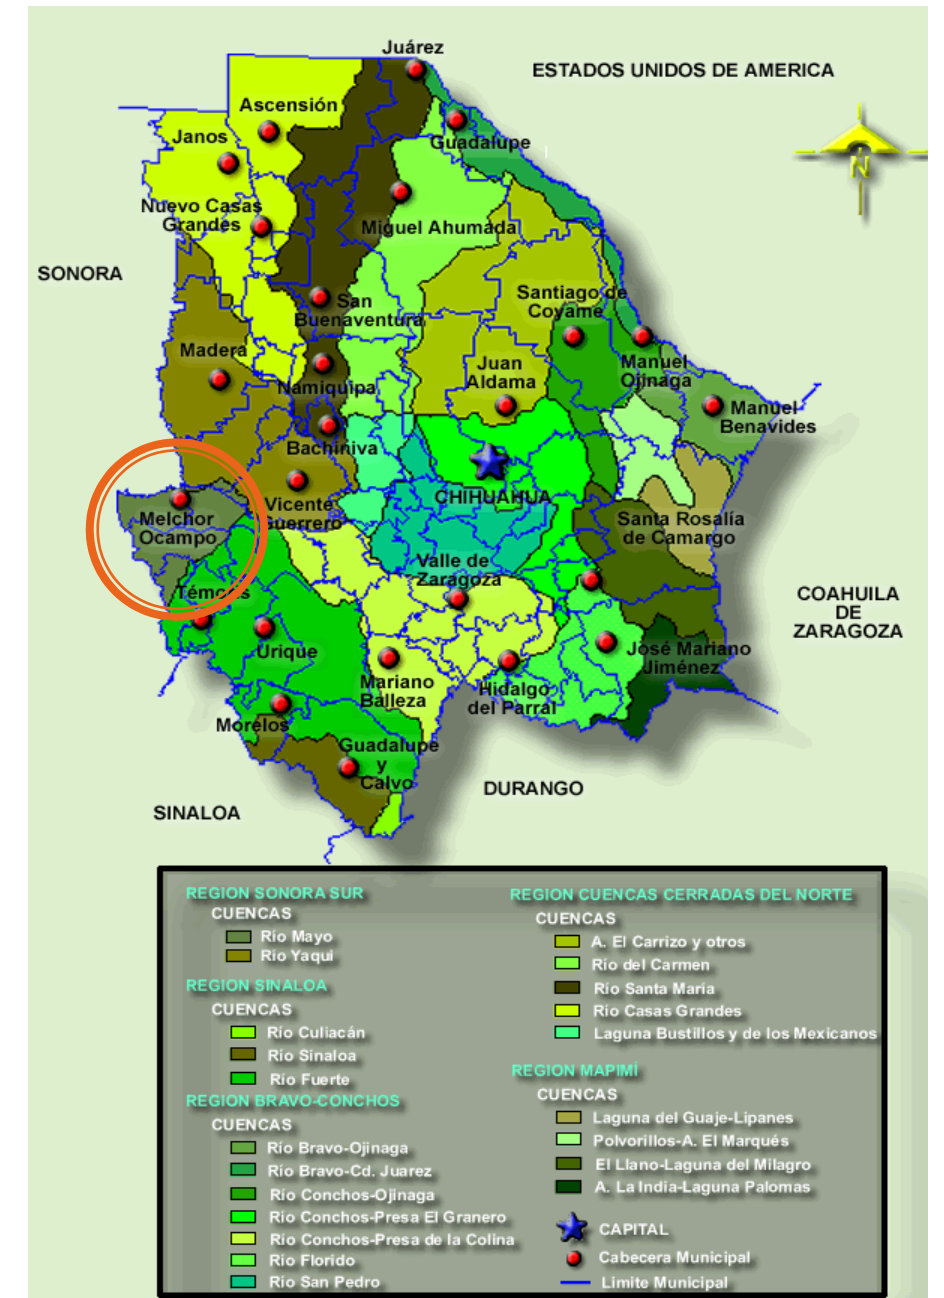 Juárez
ESTADOS UNIDOS DE AMERICA
Ascensión
Janos
Guadalupe
N
Nuevo Casas
Grandes
Miguel Ahumada
SONORA
San
Buenaventura
Santiago de
Coyame
Madera
Namiquipa
Juan
Aldama
Manuel
Ojinaga
Manuel
Benavides
Bachiniva
CHIHUAHUA
Vicente
Guerrero
Melchor
Ocampo
Santa Rosalía
de Camargo
Valle de
Zaragoza
Témoris
COAHUILA
DE
ZARAGOZA
Urique
José Mariano
Jiménez
Mariano
Balleza
Hidalgo
del Parral
Morelos
Guadalupe
y
Calvo
DURANGO
SINALOA
REGION SONORA SUR
CUENCAS
Río Mayo
Río Yaqui
REGION SINALOA
CUENCAS
Río Culiacán
Río Sinaloa
Río Fuerte
REGION BRAVO-CONCHOS
CUENCAS
Río Bravo-Ojinaga
Río Bravo-Cd. Juarez
Río Conchos-Ojinaga
Río Conchos-Presa El Granero
Río Conchos-Presa de la Colina
Río Florido
Río San Pedro
REGION CUENCAS CERRADAS DEL NORTE
CUENCAS
A. El Carrizo y otros
Río del Carmen
Río Santa María
Río Casas Grandes
Laguna Bustillos y de los Mexicanos
REGION MAPIMÍ
CUENCAS
Laguna del Guaje-Lipanes
Polvorillos-A. El Marqués
El Llano-Laguna del Milagro
A. La India-Laguna Palomas
CAPITAL
Cabecera Municipal
Limite Municipal